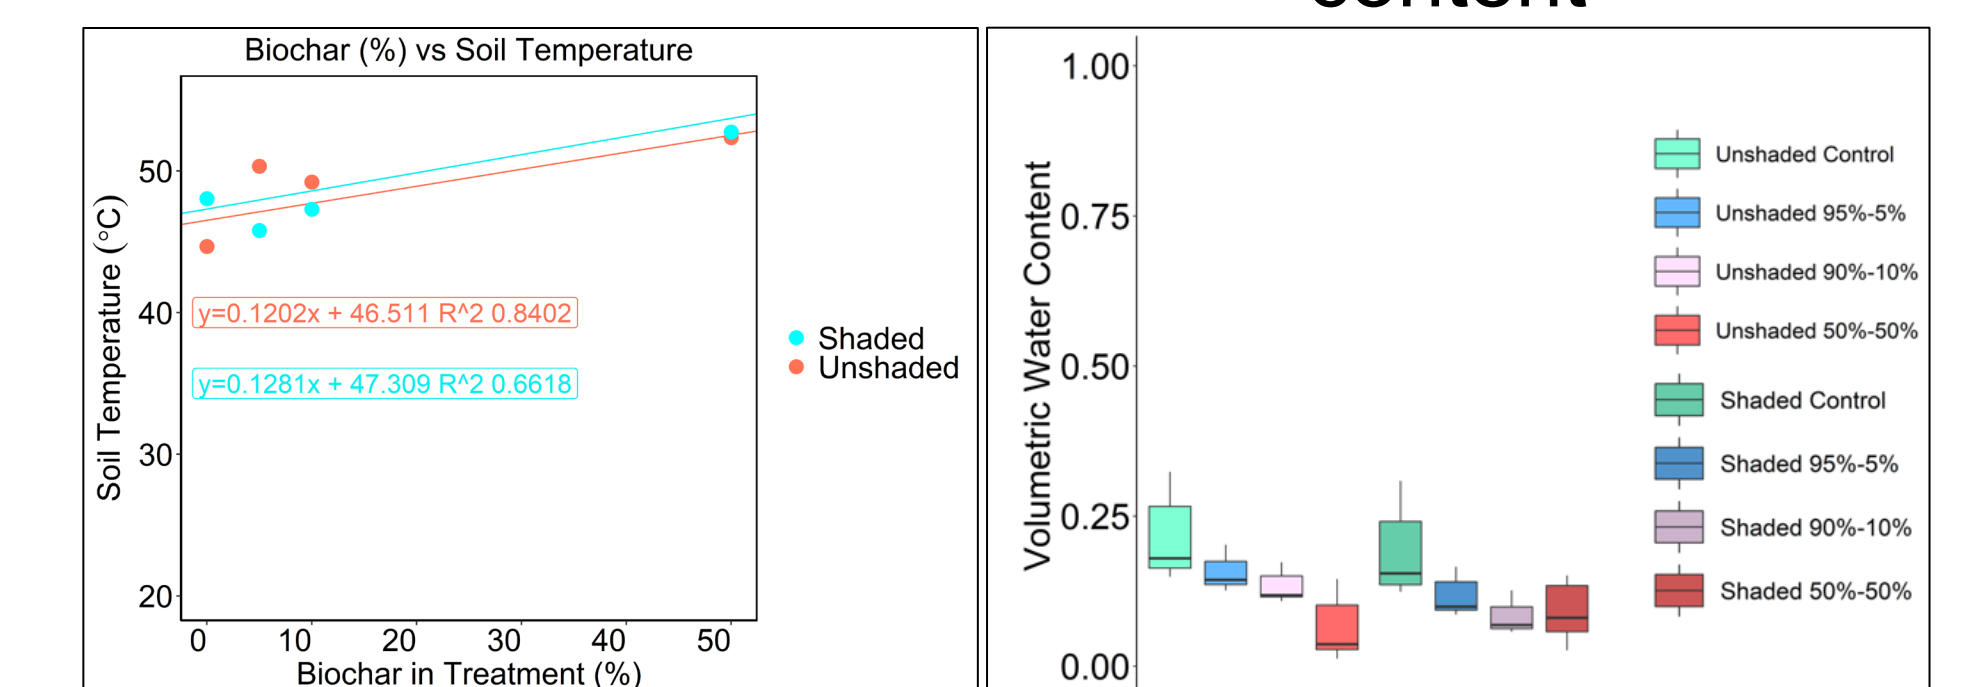 content
Biochar (%) vs Soil Temperature
Soil Temperature (°C)
50
40
30
20
y=0.1202x + 46.511 R^2 0.8402
y=0.1281x + 47.309 R^2 0.6618
0 10 20 30 40 50
Biochar in Treatment (%)
Shaded
Unshaded
Volumetric Water Content
1.00
0.75
0.50
0.25
0.00
Unshaded Control
Unshaded 95%-5%
Unshaded 90%-10%
Unshaded 50%-50%
Shaded Control
Shaded 95%-5%
Shaded 90%-10%
Shaded 50%-50%